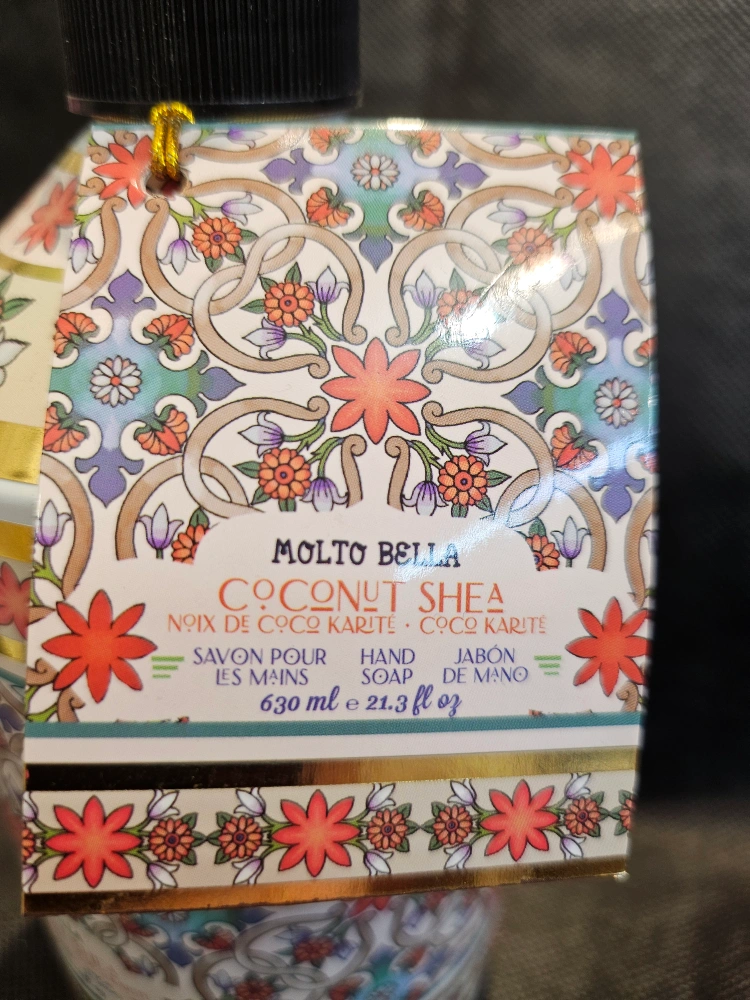 MOLTO BELLA
COCONUT SHEA
NOIX DE COCO KARITÉ • COCO KARITÉ
SAVON POUR LES MAINS
HAND SOAP
JABÓN DE MANO
630 ml e 21.3 fl oz